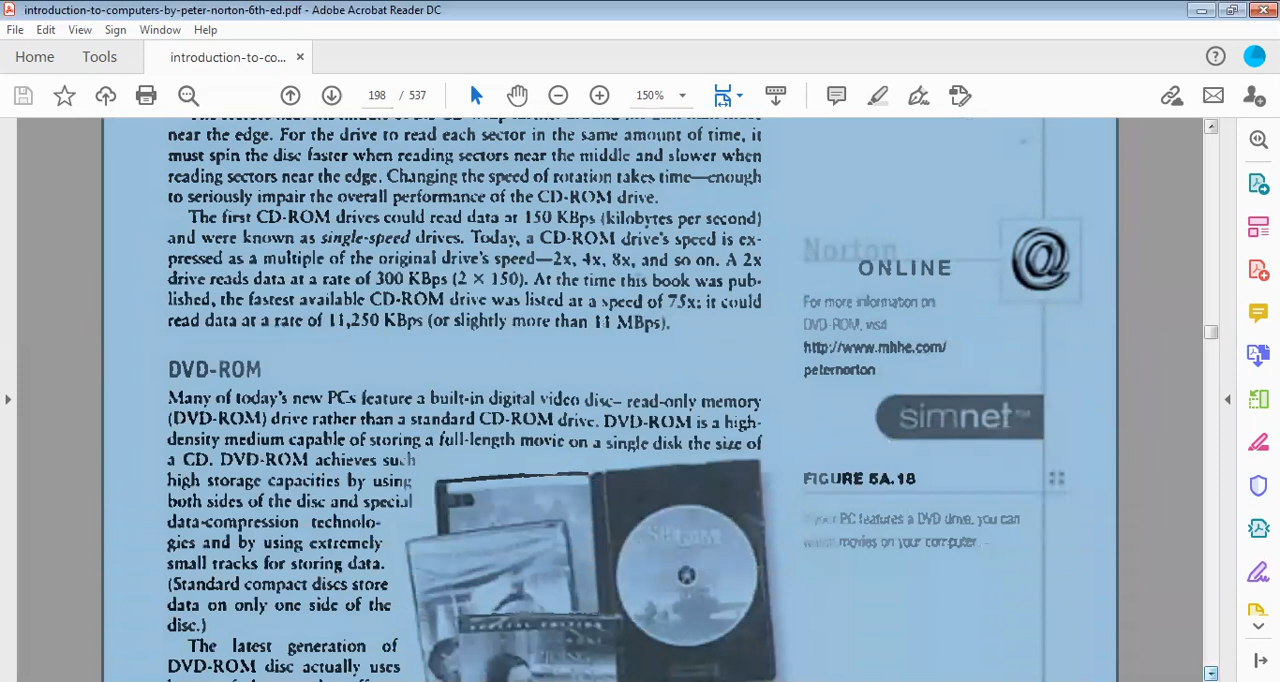 introduction-to-computers-by-peter-norton-6th-ed.pdf - Adobe Acrobat Reader DC
File Edit View Sign Window Help
Home Tools introduction-to-co... ×
198 / 537 150%
near the edge. For the drive to read each sector in the same amount of time, it
must spin the disc faster when reading sectors near the middle and slower when
reading sectors near the edge. Changing the speed of rotation takes time—enough
to seriously impair the overall performance of the CD-ROM drive.
The first CD-ROM drives could read data at 150 KBps (kilobytes per second)
and were known as single-speed drives. Today, a CD-ROM drive's speed is ex-
pressed as a multiple of the original drive's speed—2x, 4x, 8x, and so on. A 2x
drive reads data at a rate of 300 KBps (2 × 150). At the time this book was pub-
lished, the fastest available CD-ROM drive was listed at a speed of 75x; it could
read data at a rate of 11,250 KBps (or slightly more than 11 MBps).
DVD-ROM
Many of today's new PCs feature a built-in digital video disc– read-only memory
(DVD-ROM) drive rather than a standard CD-ROM drive. DVD-ROM is a high-
density medium capable of storing a full-length movie on a single disk the size of
a CD. DVD-ROM achieves such
high storage capacities by using
both sides of the disc and special
data-compression technolo-
gies and by using extremely
small tracks for storing data.
(Standard compact discs store
data on only one side of the
disc.)
The latest generation of
DVD-ROM disc actually uses
Norton
ONLINE
@
For more information on
DVD-ROM, visit
http://www.mhhe.com/
peternorton
simnet™
FIGURE 5A.18
your PC features a DVD drive, you can
movies on your computer.
SPECIAL EDITION